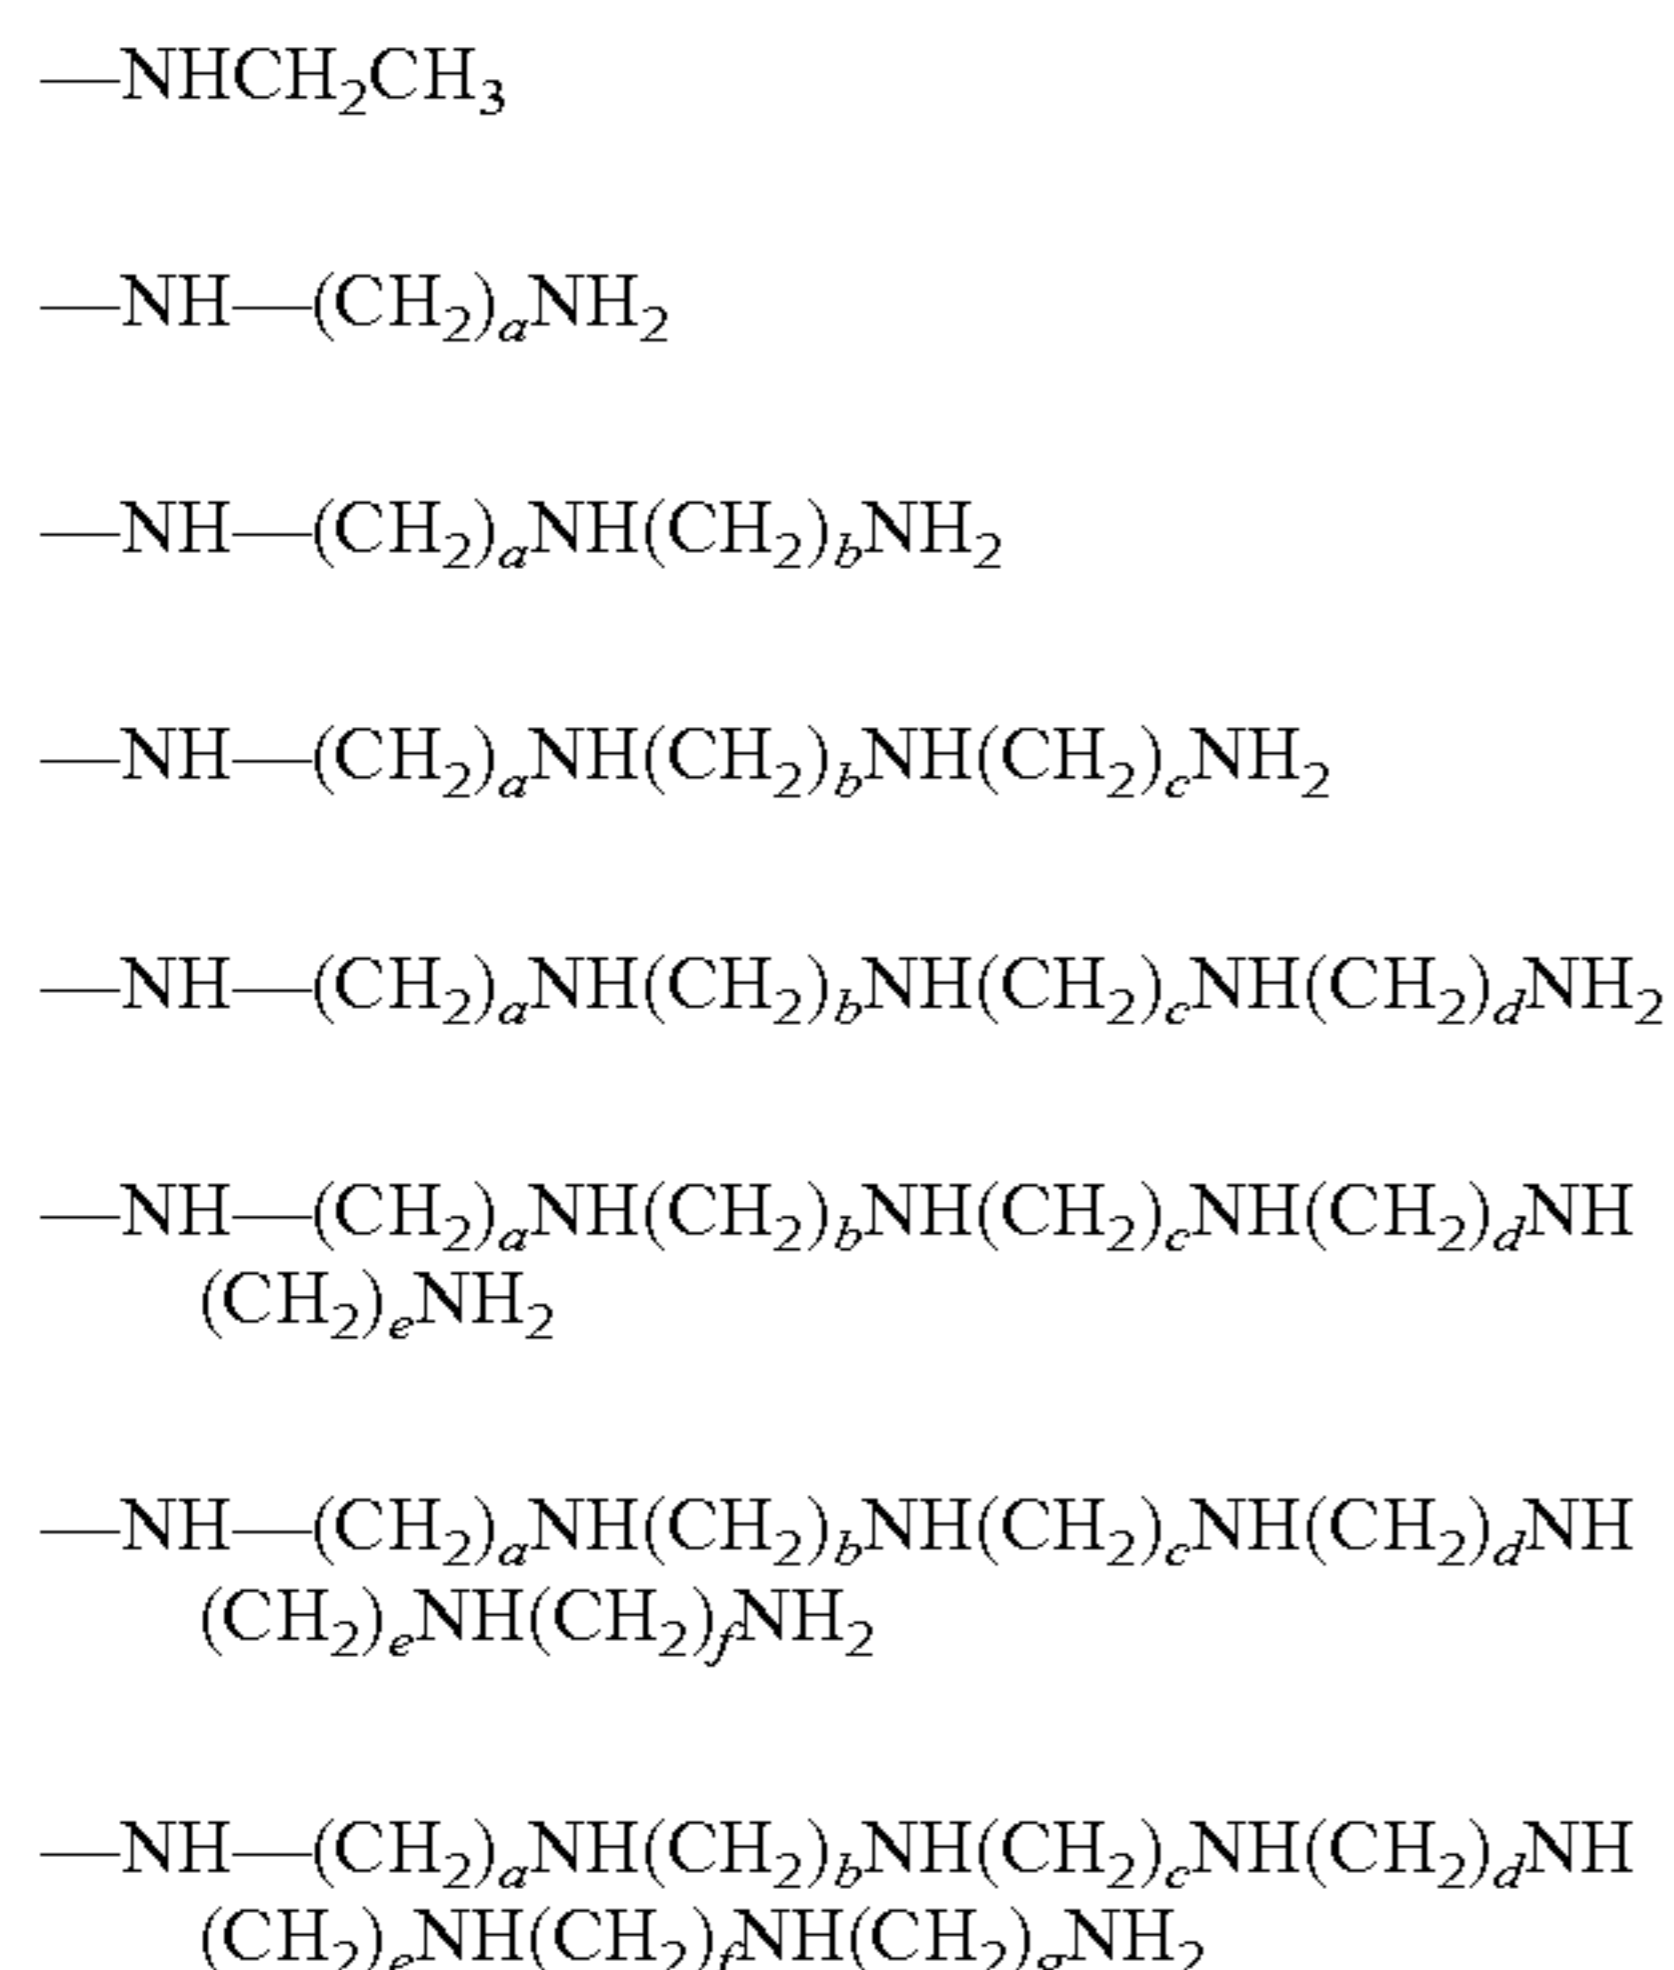 —NHCH₂CH₃
—NH—(CH₂)ₐNH₂
—NH—(CH₂)ₐNH(CH₂)bNH₂
—NH—(CH₂)ₐNH(CH₂)bNH(CH₂)cNH₂
—NH—(CH₂)ₐNH(CH₂)bNH(CH₂)cNH(CH₂)dNH₂
—NH—(CH₂)ₐNH(CH₂)bNH(CH₂)cNH(CH₂)dNH
(CH₂)ₑNH₂
—NH—(CH₂)ₐNH(CH₂)bNH(CH₂)cNH(CH₂)dNH
(CH₂)ₑNH(CH₂)fNH₂
—NH—(CH₂)ₐNH(CH₂)bNH(CH₂)cNH(CH₂)dNH
(CH₂)ₑNH(CH₂)fNH(CH₂)gNH₂